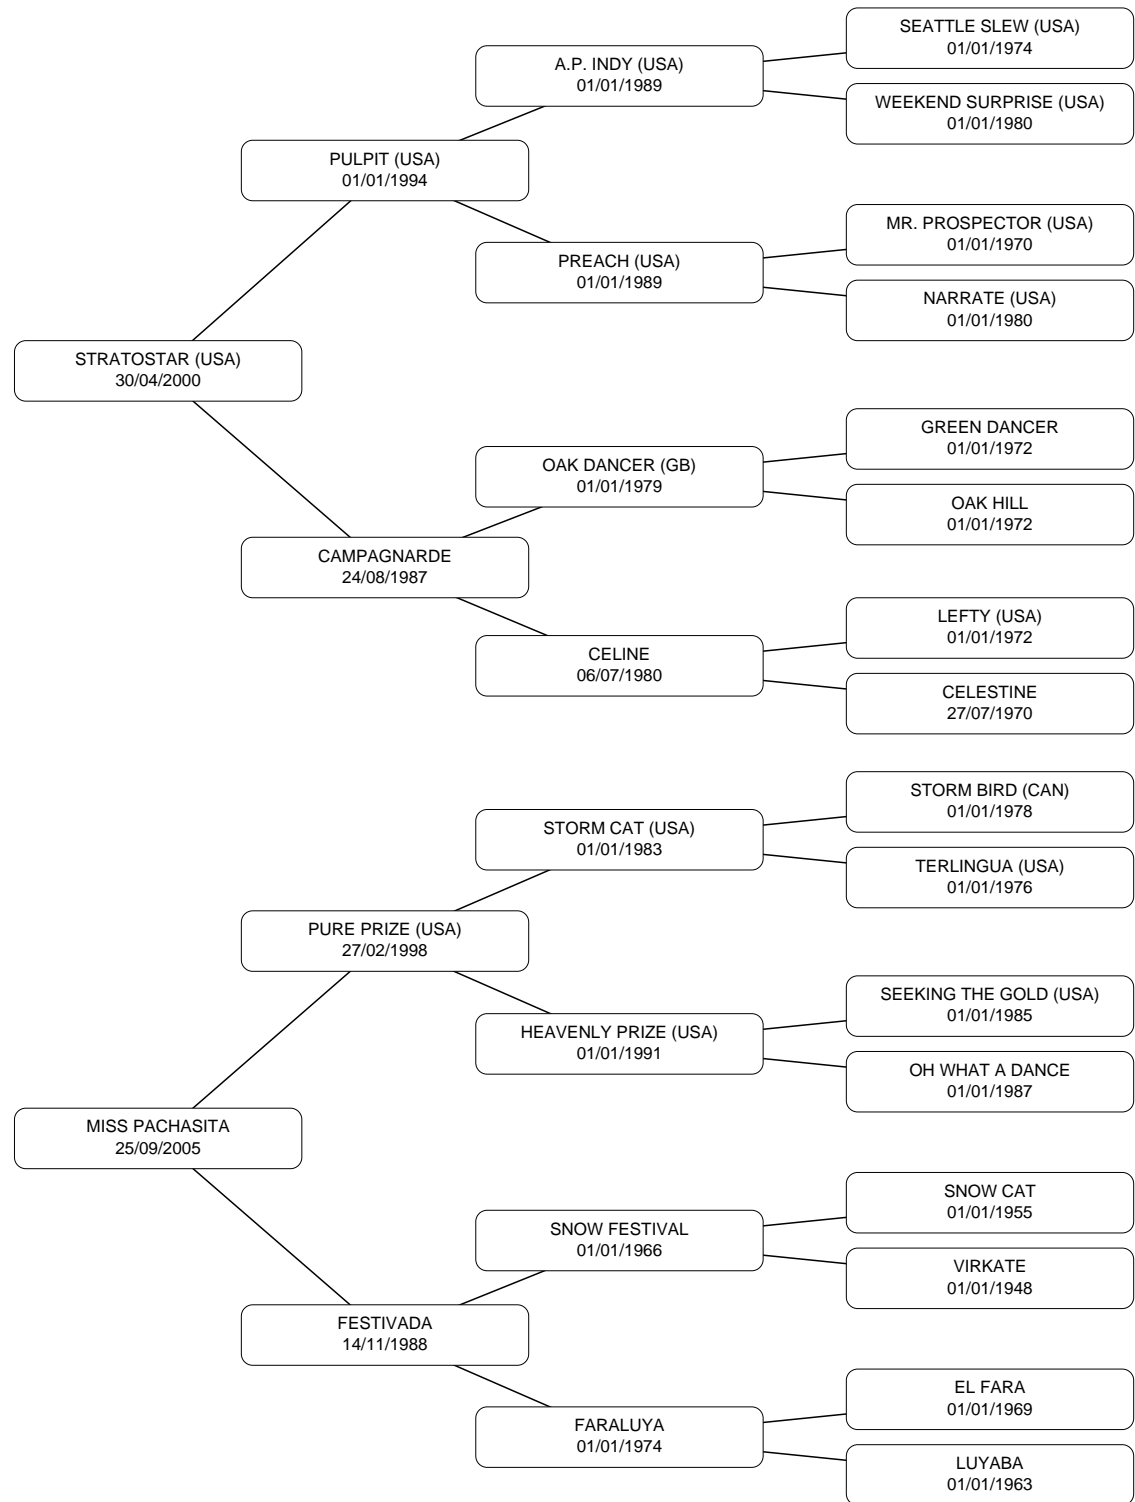 SEATTLE SLEW (USA)
01/01/1974
A.P. INDY (USA)
01/01/1989
WEEKEND SURPRISE (USA)
01/01/1980
PULPIT (USA)
01/01/1994
MR. PROSPECTOR (USA)
01/01/1970
PREACH (USA)
01/01/1989
NARRATE (USA)
01/01/1980
STRATOSTAR (USA)
30/04/2000
GREEN DANCER
01/01/1972
OAK DANCER (GB)
01/01/1979
OAK HILL
01/01/1972
CAMPAGNARDE
24/08/1987
LEFTY (USA)
01/01/1972
CELINE
06/07/1980
CELESTINE
27/07/1970
STORM BIRD (CAN)
01/01/1978
STORM CAT (USA)
01/01/1983
TERLINGUA (USA)
01/01/1976
PURE PRIZE (USA)
27/02/1998
SEEKING THE GOLD (USA)
01/01/1985
HEAVENLY PRIZE (USA)
01/01/1991
OH WHAT A DANCE
01/01/1987
MISS PACHASITA
25/09/2005
SNOW CAT
01/01/1955
SNOW FESTIVAL
01/01/1966
VIRKATE
01/01/1948
FESTIVADA
14/11/1988
EL FARA
01/01/1969
FARALUYA
01/01/1974
LUYABA
01/01/1963